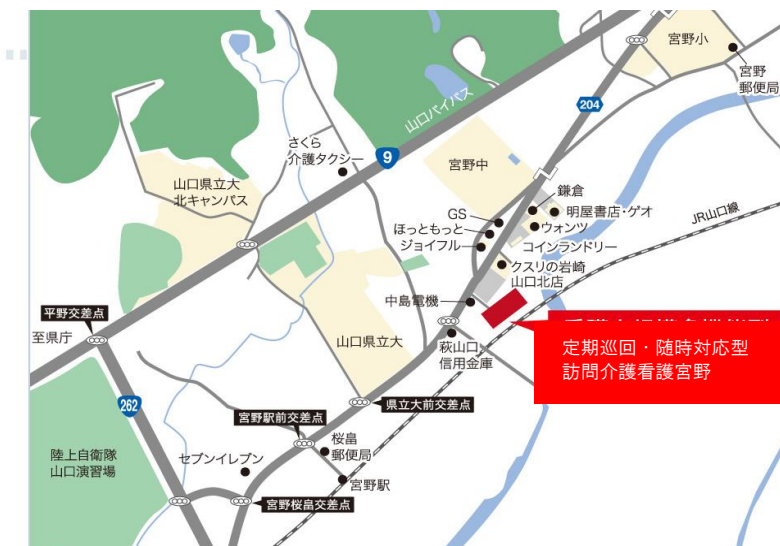 宮野小
宮野
郵便局
204
山口バイパス
さくら
介護タクシー
9
宮野中
山口県立大
北キャンパス
鎌倉
GS
明屋書店・ゲオ
ほっともっと
ウォンツ
JR山口線
ジョイフル
コインランドリー
クスリの岩崎
山口北店
中島電機
平野交差点
至県庁
山口県立大
萩山口
信用金庫
定期巡回・随時対応型
訪問介護看護宮野
262
県立大前交差点
宮野駅前交差点
桜畠
郵便局
陸上自衛隊
山口演習場
セブンイレブン
宮野駅
宮野桜畠交差点